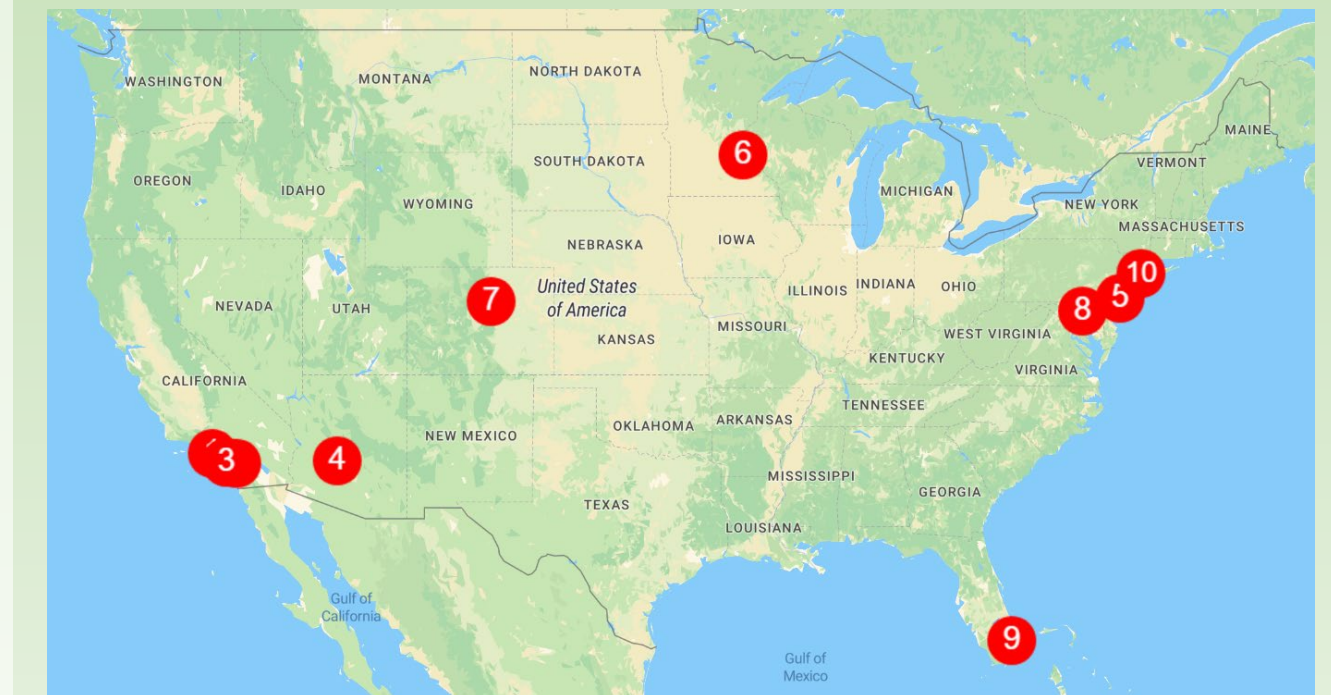 NORTH DAKOTA
MONTANA
WASHINGTON
MAINE
6
VERMONT
SOUTH DAKOTA
OREGON
IDAHO
MICHIGAN
WYOMING
NEW YORK
MASSACHUSETTS
NEBRASKA
IOWA
10
United States
of America
ILLINOIS
INDIANA
OHIO
5
7
NEVADA
UTAH
8
MISSOURI
WEST VIRGINIA
KANSAS
KENTUCKY
VIRGINIA
CALIFORNIA
TENNESSEE
ARKANSAS
OKLAHOMA
NEW MEXICO
3
4
MISSISSIPPI
GEORGIA
TEXAS
LOUISIANA
Gulf of
California
9
Gulf of
Mexico